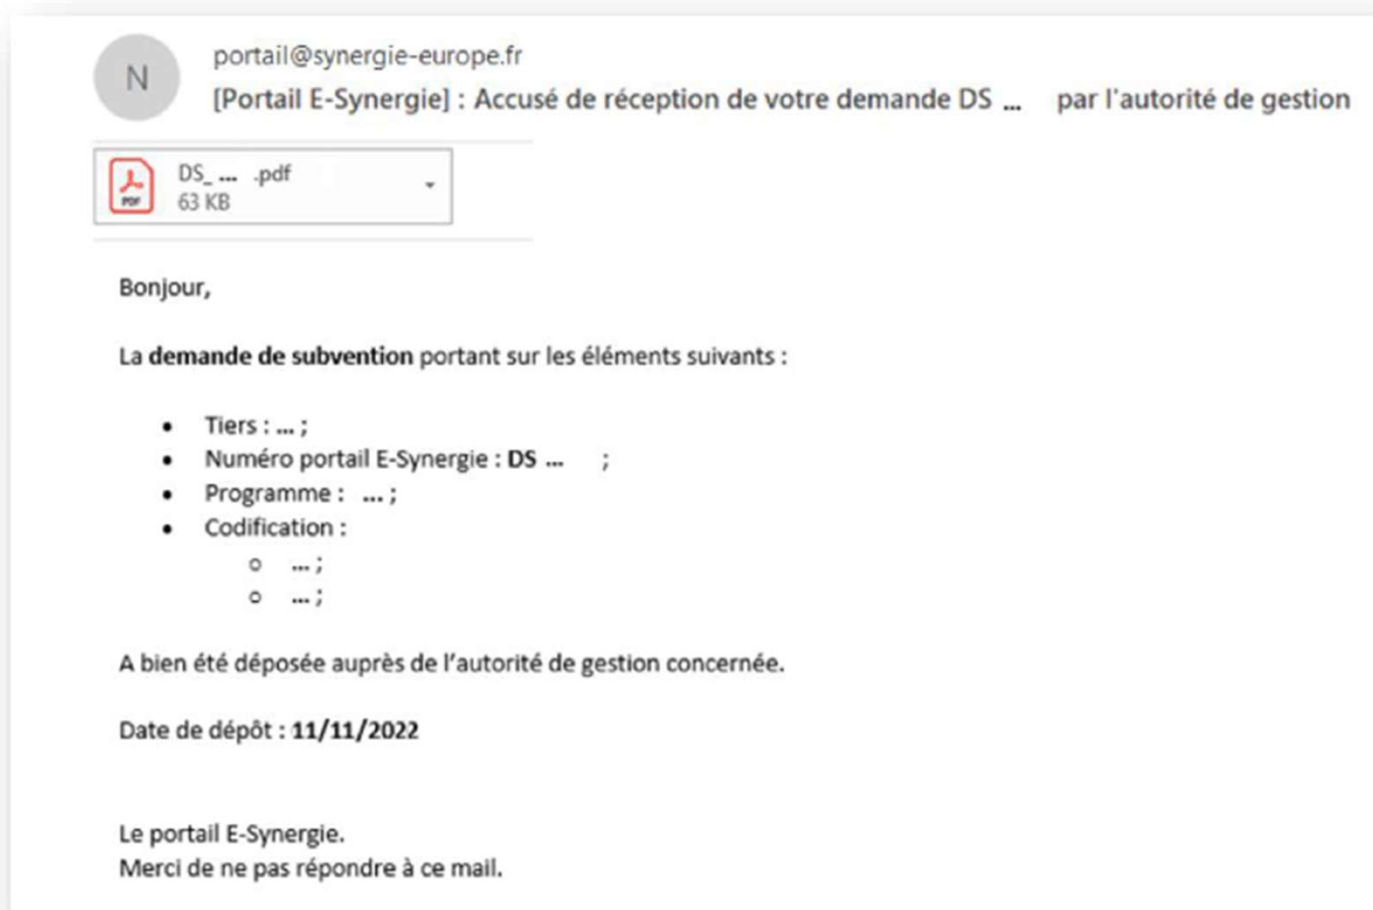 N
portail@synergie-europe.fr
[Portail E-Synergie] : Accusé de réception de votre demande DS ... par l'autorité de gestion
PDF
DS_ ... .pdf
63 KB
Bonjour,
La demande de subvention portant sur les éléments suivants :
• Tiers : ... ;
• Numéro portail E-Synergie : DS ... ;
• Programme : ... ;
• Codification :
o ... ;
o ... ;
A bien été déposée auprès de l'autorité de gestion concernée.
Date de dépôt : 11/11/2022
Le portail E-Synergie.
Merci de ne pas répondre à ce mail.